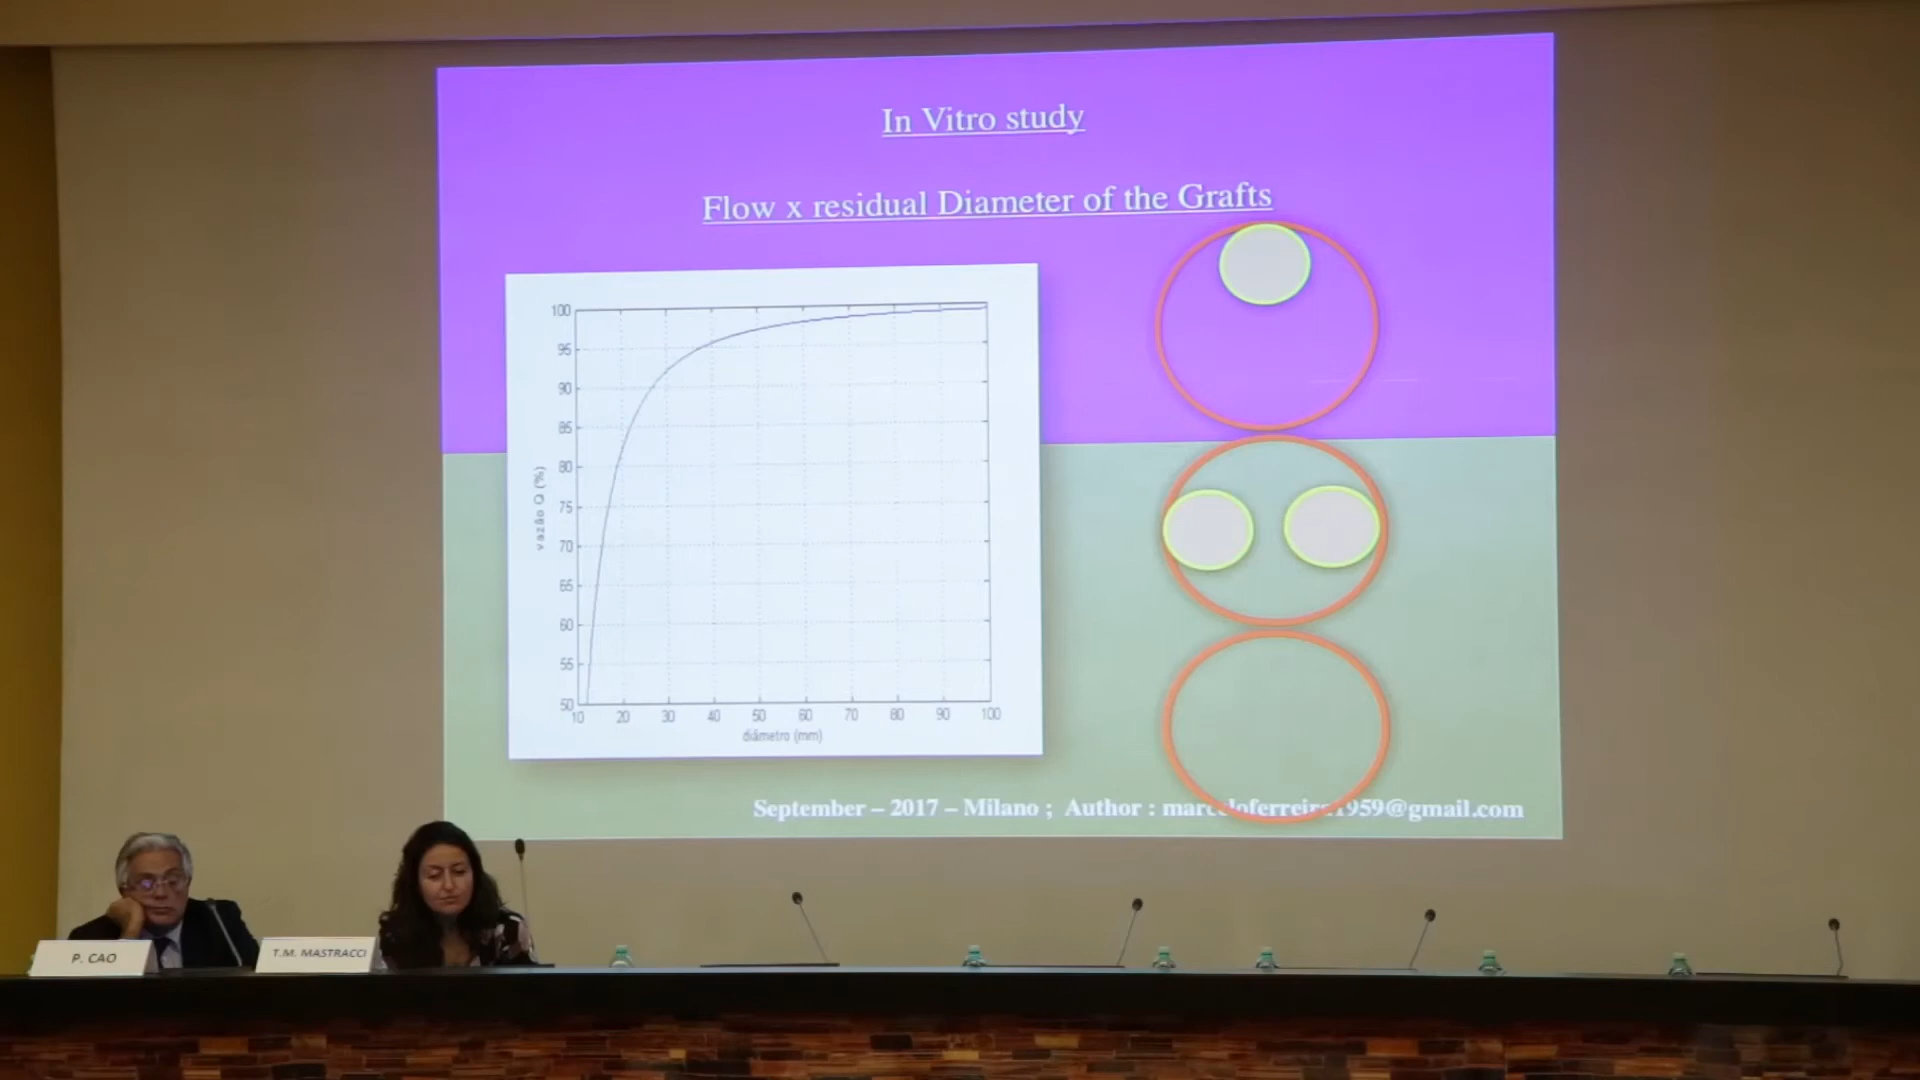 In Vitro study
Flow x residual Diameter of the Grafts
100
95
90
85
80
75
70
65
60
55
50
vazão Q (%)
10 20 30 40 50 60 70 80 90 100
diâmetro (mm)
September – 2017 – Milano ; Author : marceloferreira1959@gmail.com
P. CAO
T.M. MASTRACCI